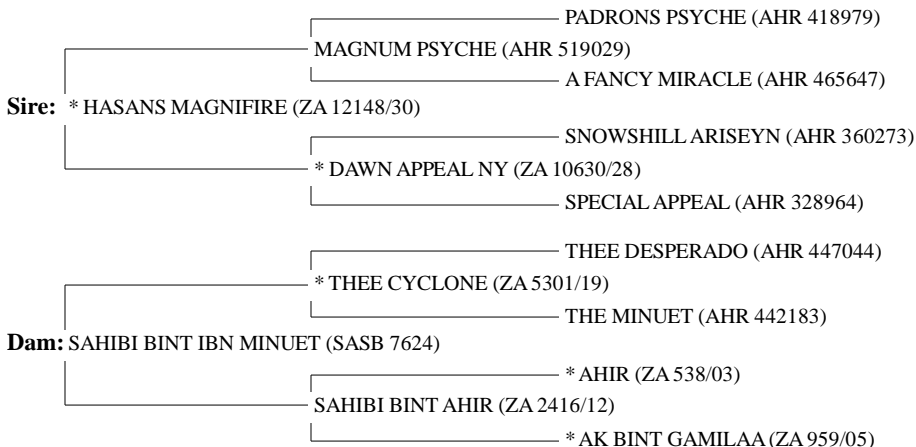 PADRONS PSYCHE (AHR 418979)
MAGNUM PSYCHE (AHR 519029)
A FANCY MIRACLE (AHR 465647)
Sire: * HASANS MAGNIFIRE (ZA 12148/30)
SNOWSHILL ARISEYN (AHR 360273)
* DAWN APPEAL NY (ZA 10630/28)
SPECIAL APPEAL (AHR 328964)
THEE DESPERADO (AHR 447044)
* THEE CYCLONE (ZA 5301/19)
THE MINUET (AHR 442183)
Dam: SAHIBI BINT IBN MINUET (SASB 7624)
* AHIR (ZA 538/03)
SAHIBI BINT AHIR (ZA 2416/12)
* AK BINT GAMILAA (ZA 959/05)